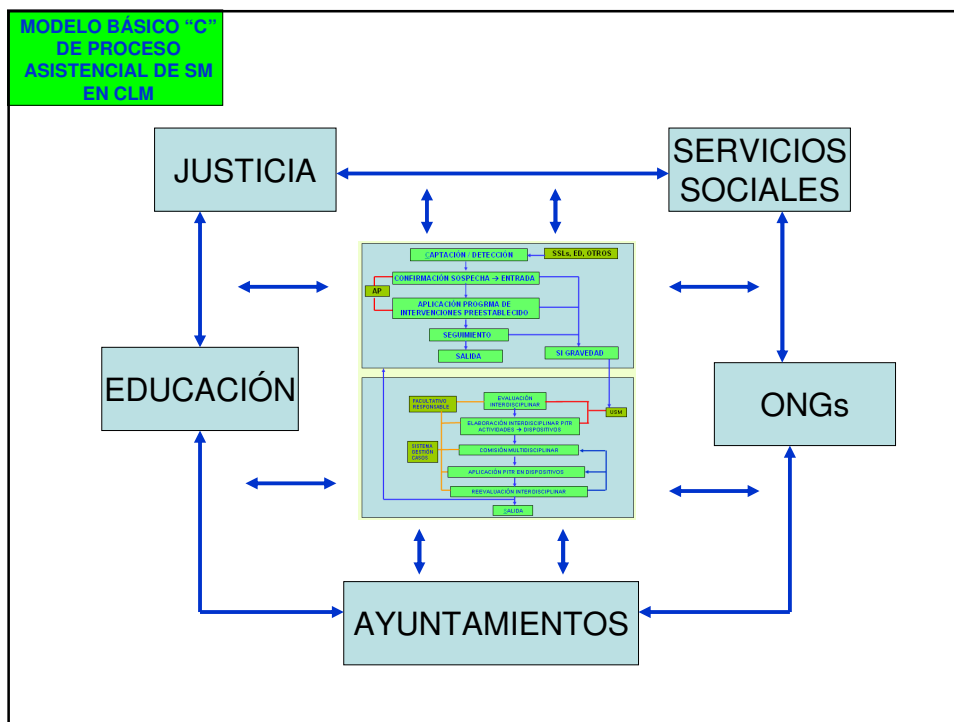 MODELO BÁSICO “C”
DE PROCESO
ASISTENCIAL DE SM
EN CLM
JUSTICIA
SERVICIOS
SOCIALES
CAPTACIÓN / DETECCIÓN
SSLs, ED, OTROS
CONFIRMACIÓN SOSPECHA → ENTRADA
AP
APLICACIÓN PROGRMA DE
INTERVENCIONES PREESTABLECIDO
SEGUIMIENTO
SALIDA
SI GRAVEDAD
EDUCACIÓN
ONGs
FACULTATIVO
RESPONSABLE
EVALUACIÓN
INTERDISCIPLINAR
USM
ELABORACIÓN INTERDISCIPLINAR PITR
ACTIVIDADES → DISPOSITIVOS
SISTEMA
GESTIÓN
CASOS
COMISIÓN MULTIDISCIPLINAR
APLICACIÓN PITR EN DISPOSITIVOS
REEVALUACIÓN INTERDISCIPLINAR
SALIDA
AYUNTAMIENTOS